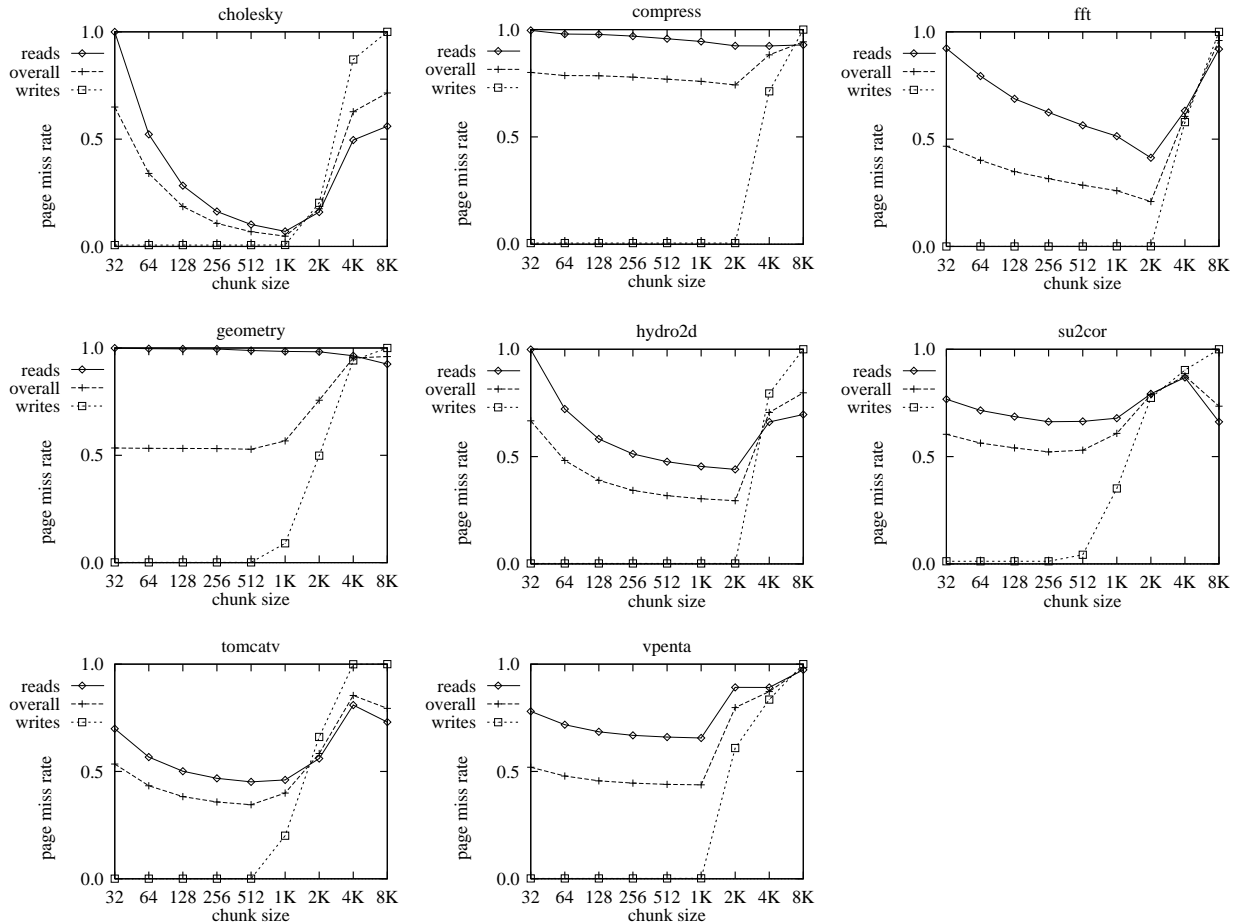 cholesky
1.0
reads
overall
writes
0.5
0.0
page miss rate
32 64 128 256 512 1K 2K 4K 8K
chunk size
compress
1.0
reads
overall
writes
0.5
0.0
page miss rate
32 64 128 256 512 1K 2K 4K 8K
chunk size
fft
1.0
reads
overall
writes
0.5
0.0
page miss rate
32 64 128 256 512 1K 2K 4K 8K
chunk size
geometry
1.0
reads
overall
writes
0.5
0.0
page miss rate
32 64 128 256 512 1K 2K 4K 8K
chunk size
hydro2d
1.0
reads
overall
writes
0.5
0.0
page miss rate
32 64 128 256 512 1K 2K 4K 8K
chunk size
su2cor
1.0
reads
overall
writes
0.5
0.0
page miss rate
32 64 128 256 512 1K 2K 4K 8K
chunk size
tomcatv
1.0
reads
overall
writes
0.5
0.0
page miss rate
32 64 128 256 512 1K 2K 4K 8K
chunk size
vpenta
1.0
reads
overall
writes
0.5
0.0
page miss rate
32 64 128 256 512 1K 2K 4K 8K
chunk size